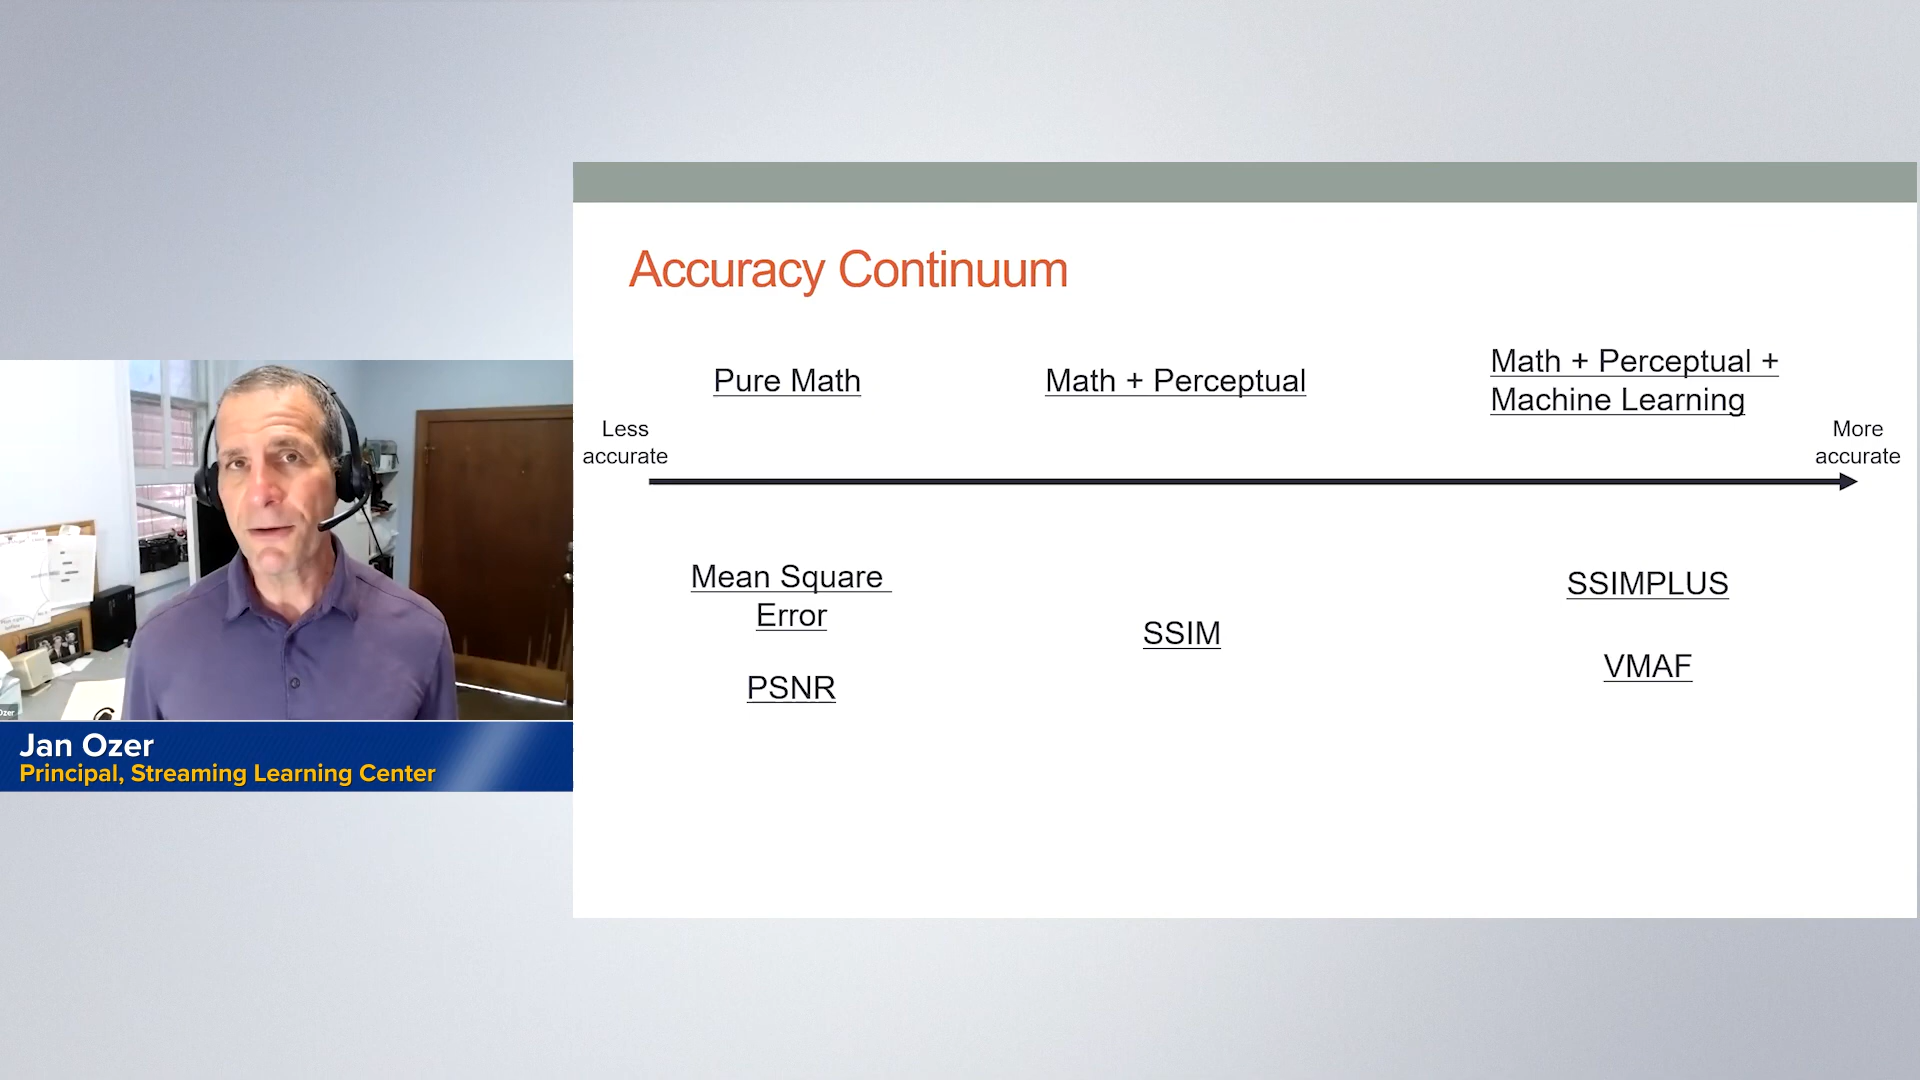 Accuracy Continuum
Pure Math
Math + Perceptual
Math + Perceptual +
Machine Learning
Less
accurate
More
accurate
Mean Square
Error
PSNR
SSIM
SSIMPLUS
VMAF
Ozer
Jan Ozer
Principal, Streaming Learning Center